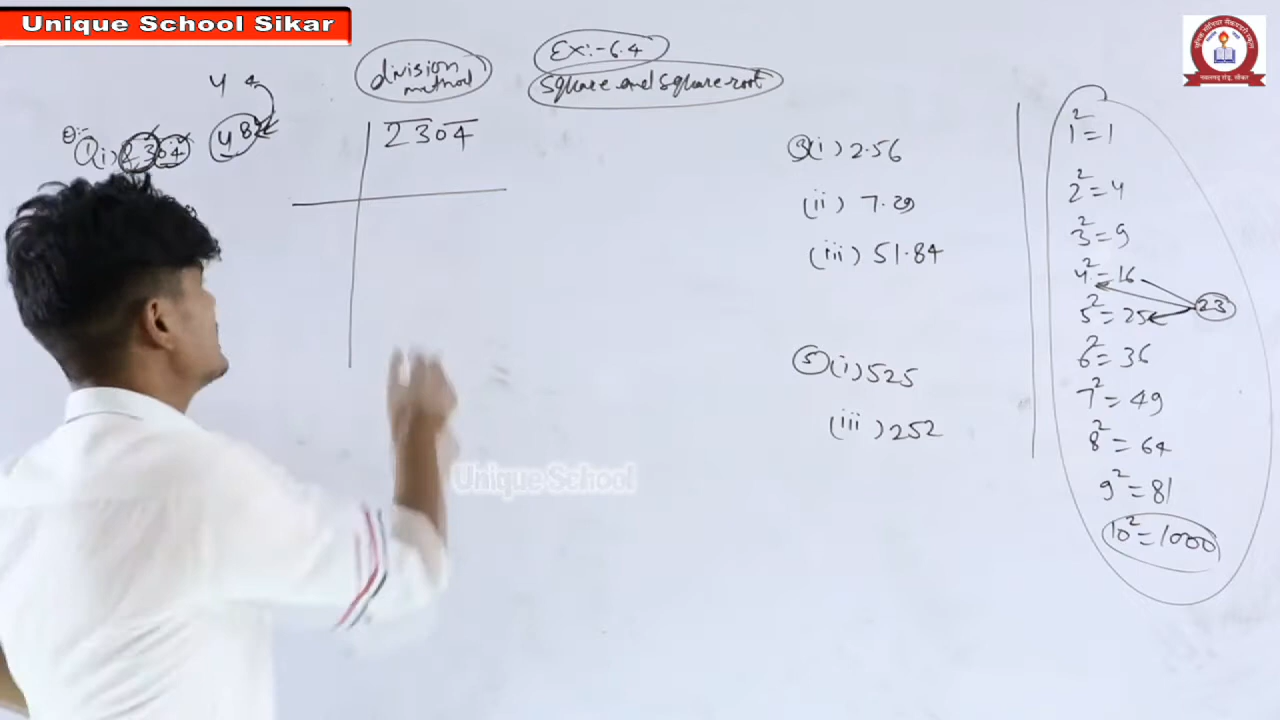 Unique School Sikar
division method
Ex:-6.4
square and square root
4 4
Q:-
① (i) 2304
48
2304
③ (i) 2.56
(ii) 7.29
(iii) 51.84
⑤ (i) 525
(iii) 252
1² = 1
2² = 4
3² = 9
4² = 16
5² = 25
23
6² = 36
7² = 49
8² = 64
9² = 81
10² = 1000
Unique School